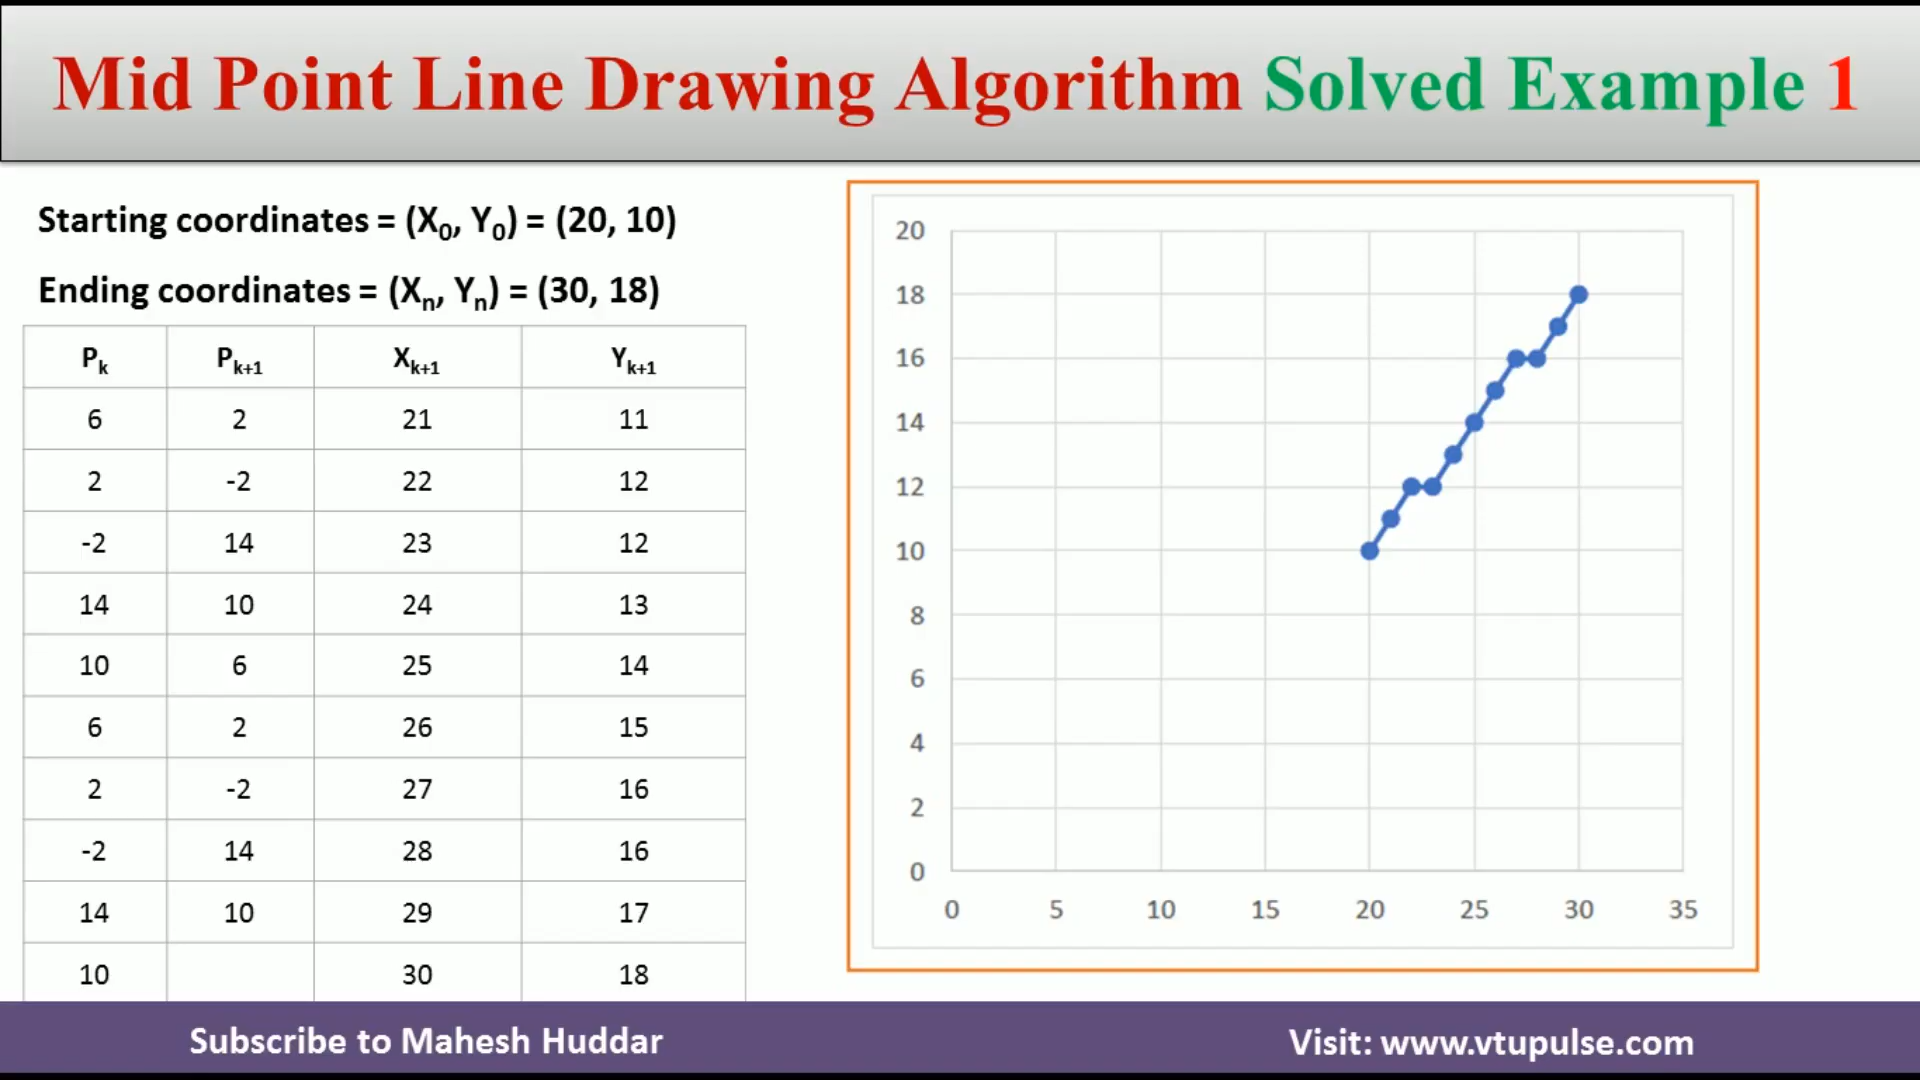 Mid Point Line Drawing Algorithm Solved Example 1
Starting coordinates = (X0, Y0) = (20, 10)
Ending coordinates = (Xn, Yn) = (30, 18)
Pk Pk+1 Xk+1 Yk+1
6 2 21 11
2 -2 22 12
-2 14 23 12
14 10 24 13
10 6 25 14
6 2 26 15
2 -2 27 16
-2 14 28 16
14 10 29 17
10 30 18
20
18
16
14
12
10
8
6
4
2
0
0 5 10 15 20 25 30 35
Subscribe to Mahesh Huddar
Visit: www.vtupulse.com